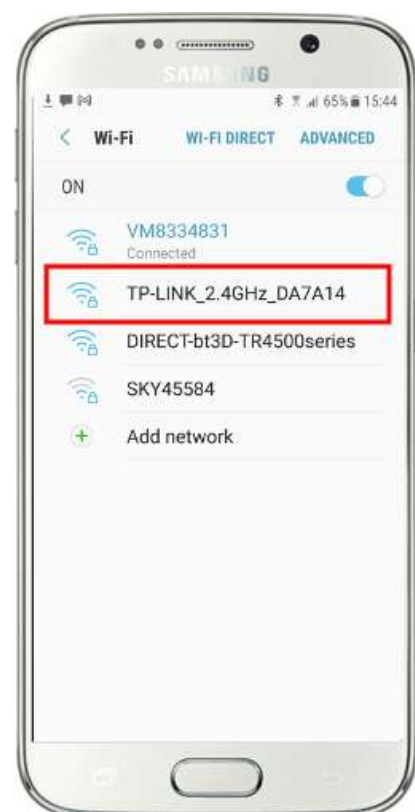 SAMSUNG
65% 15:44
Wi-Fi WI-FI DIRECT ADVANCED
ON
VM8334831
Connected
TP-LINK_2.4GHz_DA7A14
DIRECT-bt3D-TR4500series
SKY45584
Add network